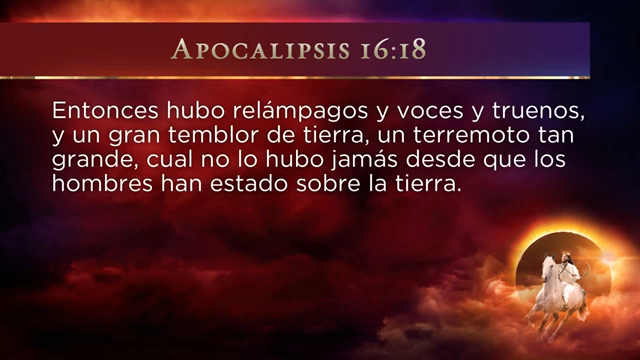 Apocalipsis 16:18
Entonces hubo relámpagos y voces y truenos,
y un gran temblor de tierra, un terremoto tan
grande, cual no lo hubo jamás desde que los
hombres han estado sobre la tierra.